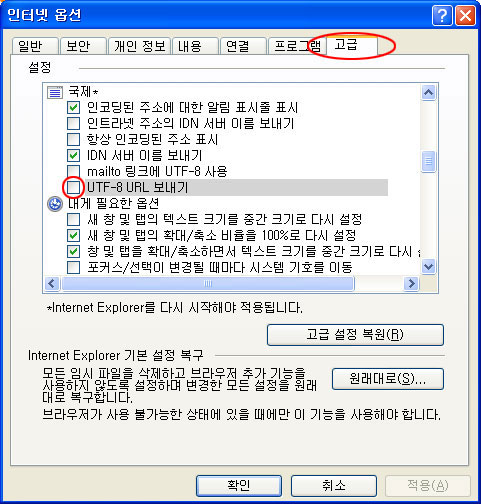 인터넷 옵션
일반 보안 개인 정보 내용 연결 프로그램 고급
설정
국제*
인코딩된 주소에 대한 알림 표시줄 표시
인트라넷 주소의 IDN 서버 이름 보내기
항상 인코딩된 주소 표시
IDN 서버 이름 보내기
mailto 링크에 UTF-8 사용
UTF-8 URL 보내기
내게 필요한 옵션
새 창 및 탭의 텍스트 크기를 중간 크기로 다시 설정
새 창 및 탭의 확대/축소 비율을 100%로 다시 설정
창 및 탭을 확대/축소하면서 텍스트 크기를 중간 크기로 다시
포커스/선택이 변경될 때마다 시스템 기호를 이동
*Internet Explorer를 다시 시작해야 적용됩니다.
고급 설정 복원(R)
Internet Explorer 기본 설정 복구
모든 임시 파일을 삭제하고 브라우저 추가 기능을
사용하지 않도록 설정하며 변경한 모든 설정을 원래
대로 복구합니다.
원래대로(S)...
브라우저가 사용 불가능한 상태에 있을 때에만 이 기능을 사용해야 합니다.
확인 취소 적용(A)